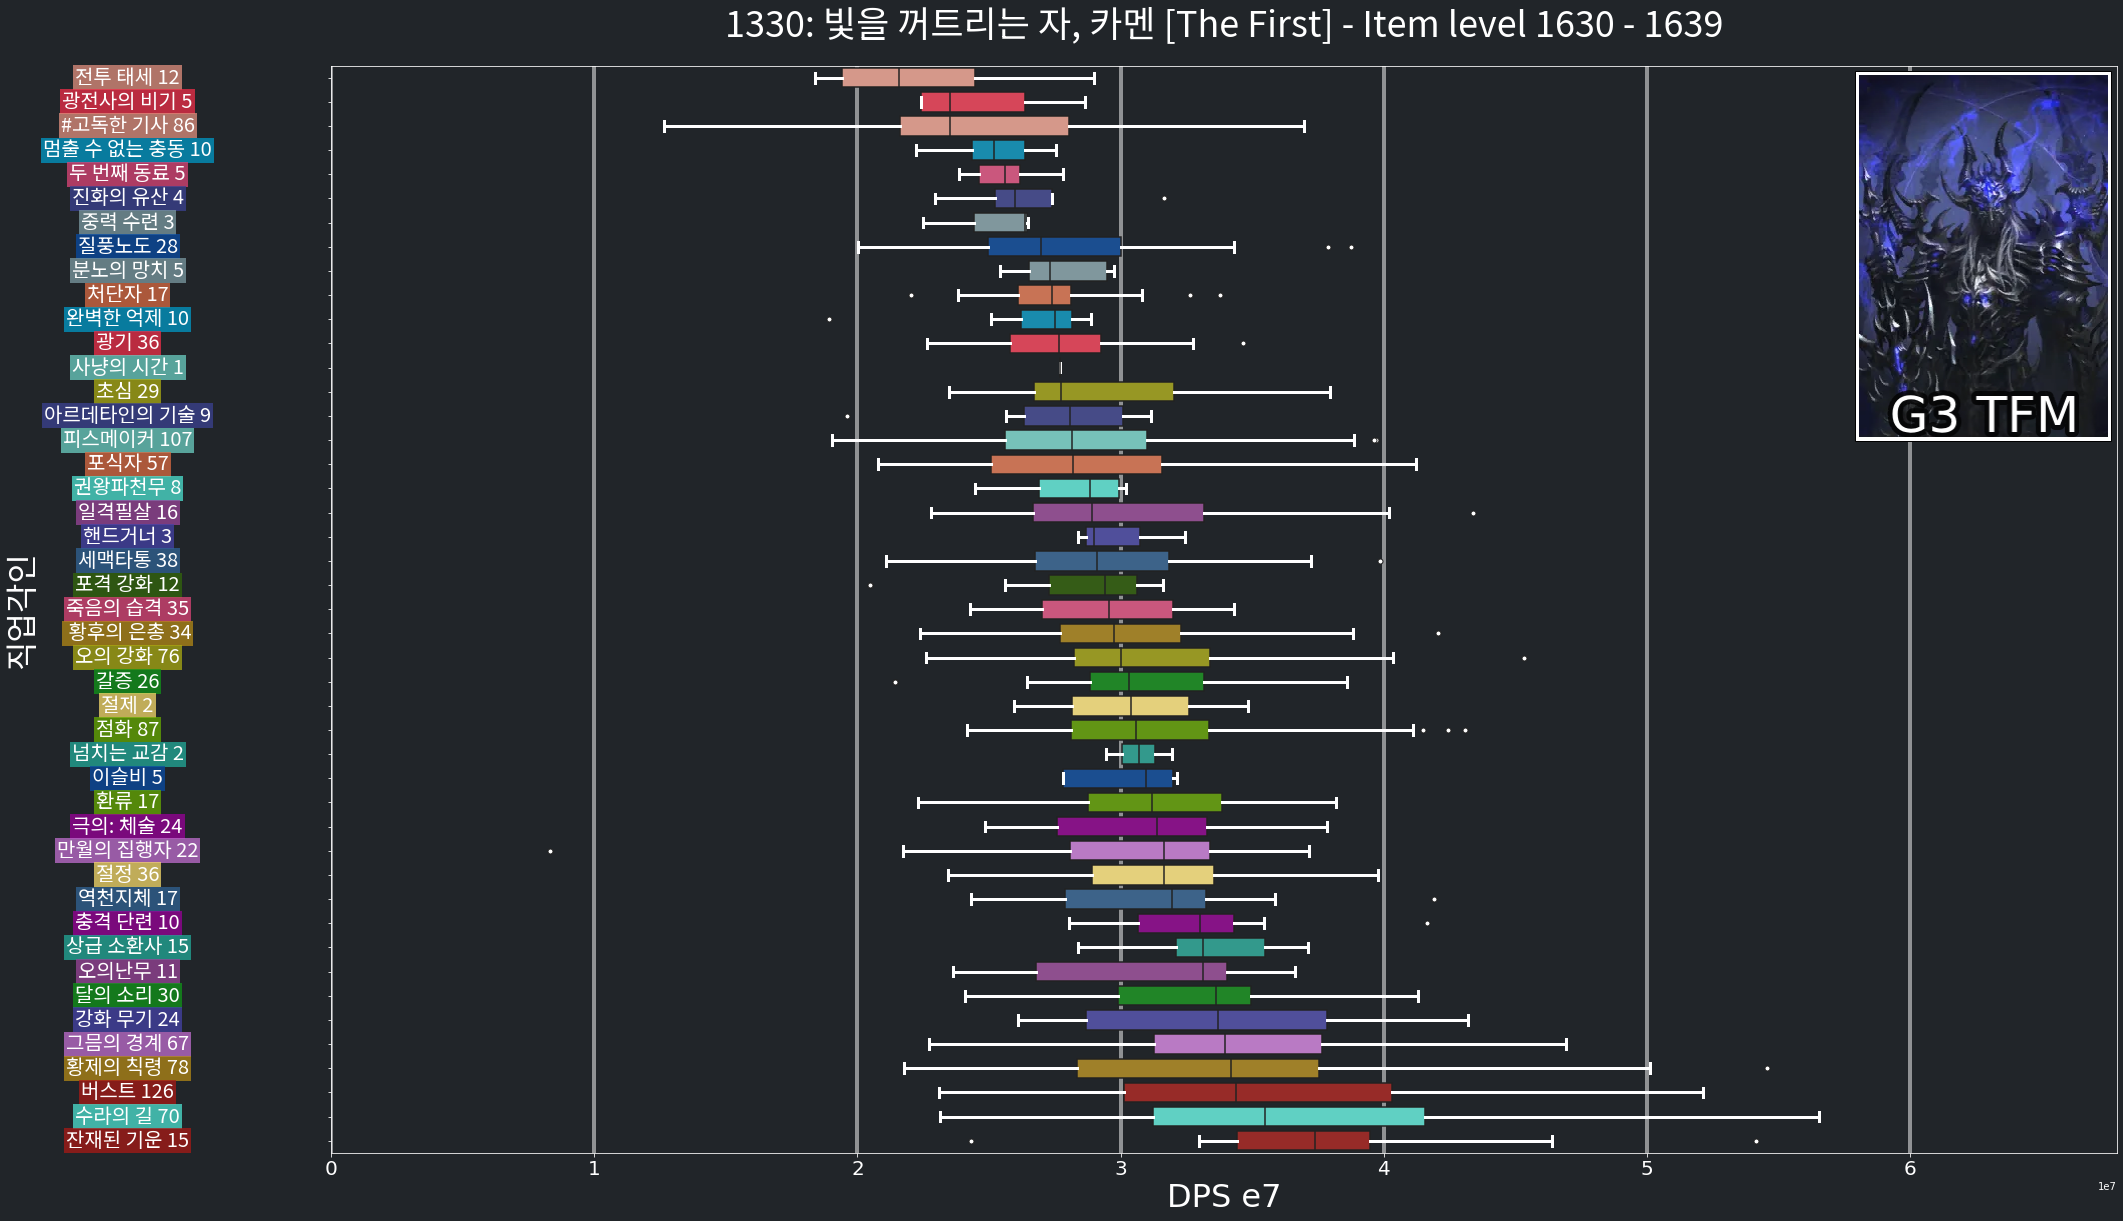 1330: 빛을 꺼트리는 자, 카멘 [The First] - Item level 1630 - 1639
전투 태세 12
광전사의 비기 5
#고독한 기사 86
멈출 수 없는 충동 10
두 번째 동료 5
진화의 유산 4
중력 수련 3
질풍노도 28
분노의 망치 5
처단자 17
완벽한 억제 10
광기 36
사냥의 시간 1
초심 29
아르데타인의 기술 9
피스메이커 107
포식자 57
권왕파천무 8
일격필살 16
핸드거너 3
세맥타통 38
포격 강화 12
죽음의 습격 35
황후의 은총 34
오의 강화 76
갈증 26
절제 2
점화 87
넘치는 교감 2
이슬비 5
환류 17
극의: 체술 24
만월의 집행자 22
절정 36
역천지체 17
충격 단련 10
상급 소환사 15
오의난무 11
달의 소리 30
강화 무기 24
그믐의 경계 67
황제의 칙령 78
버스트 126
수라의 길 70
잔재된 기운 15
직업각인
G3 TFM
0 1 2 3 4 5 6
1e7
DPS e7